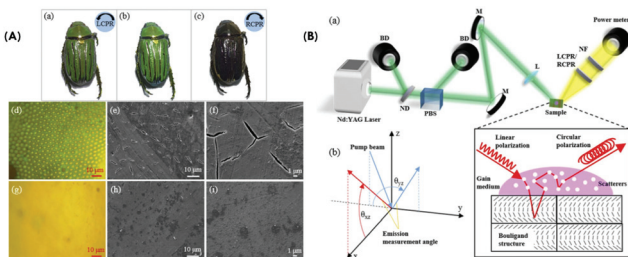 (A)
(a)
LCPR
(b)
(c)
RCPR
(d)
10 μm
(e)
10 μm
(f)
1 μm
(g)
10 μm
(h)
10 μm
(i)
1 μm
(B)
(a)
BD
BD
M
Power meter
NF
LCPR/
RCPR
L
Nd:YAG Laser
ND
PBS
M
Sample
(b)
z
Pump beam
θyz
θxz
y
x
Emission
measurement angle
Linear
polarization
Circular
polarization
Gain
medium
Scatterers
Bouligand
structure